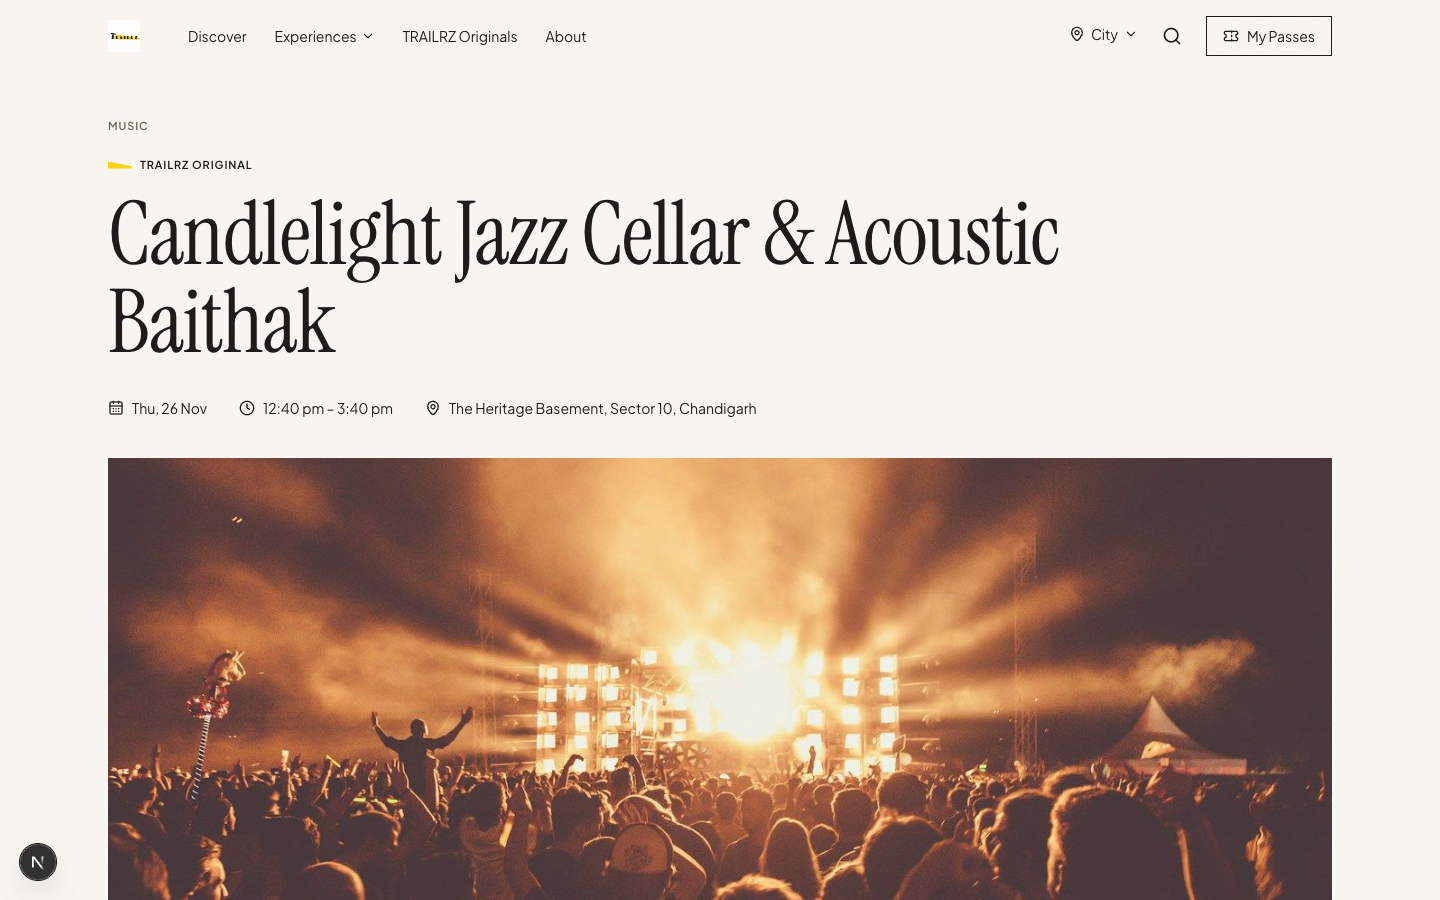 Discover
Experiences
TRAILRZ Originals
About
City
My Passes
MUSIC
TRAILRZ ORIGINAL
Candlelight Jazz Cellar & Acoustic
Baithak
Thu, 26 Nov
12:40 pm – 3:40 pm
The Heritage Basement, Sector 10, Chandigarh
N